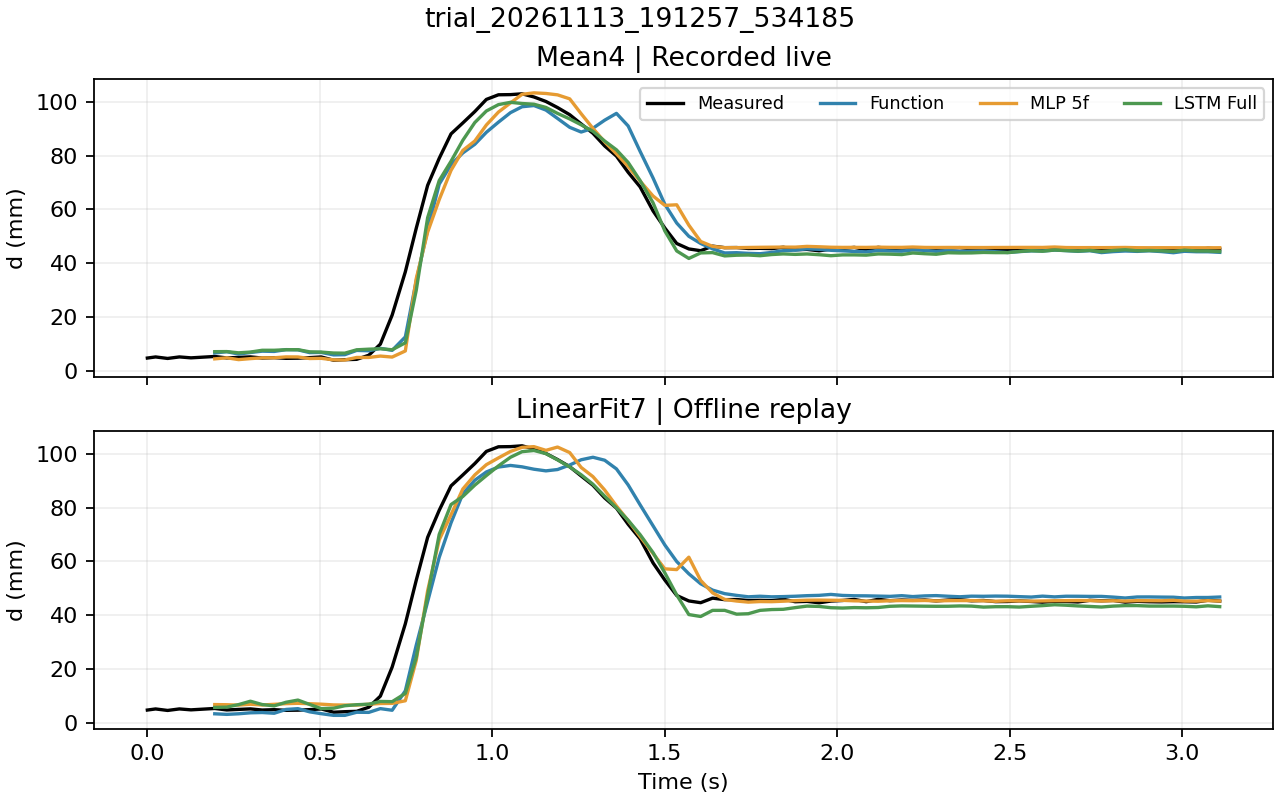 trial_20261113_191257_534185
Mean4 | Recorded live
Measured Function MLP 5f LSTM Full
100
80
60
40
20
0
d (mm)
LinearFit7 | Offline replay
100
80
60
40
20
0
d (mm)
0.0 0.5 1.0 1.5 2.0 2.5 3.0
Time (s)